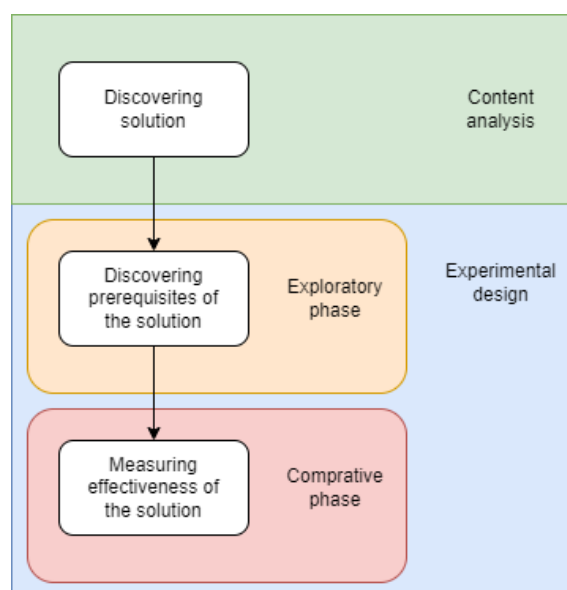 Discovering
solution
Content
analysis
Discovering
prerequisites of
the solution
Exploratory
phase
Experimental
design
Measuring
effectiveness of
the solution
Comprative
phase